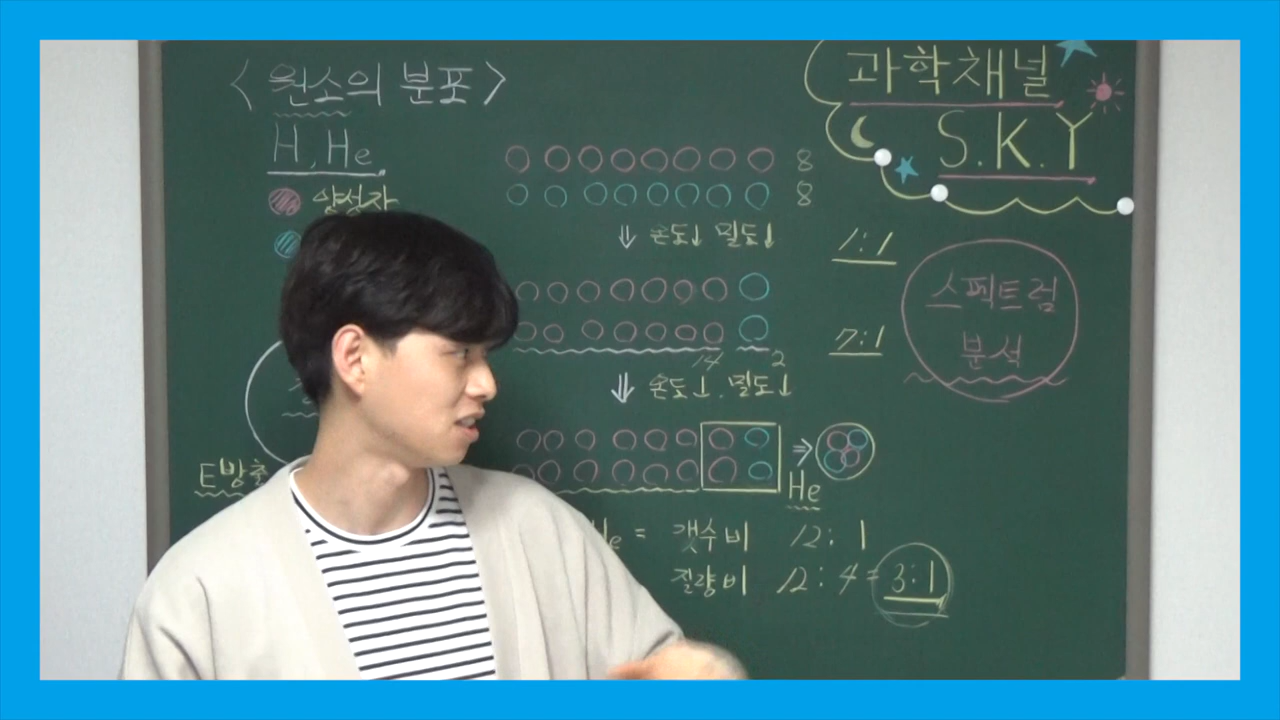 < 원소의 분포 >
H, He
양성자
8
8
⇓ 온도↓ 밀도↓
1:1
14
2
7:1
⇓ 온도↓. 밀도↓
⇒
He
E방출
He = 갯수비 12 : 1
질량비 12 : 4 = 3:1
과학채널
S.K.Y
스펙트럼
분석